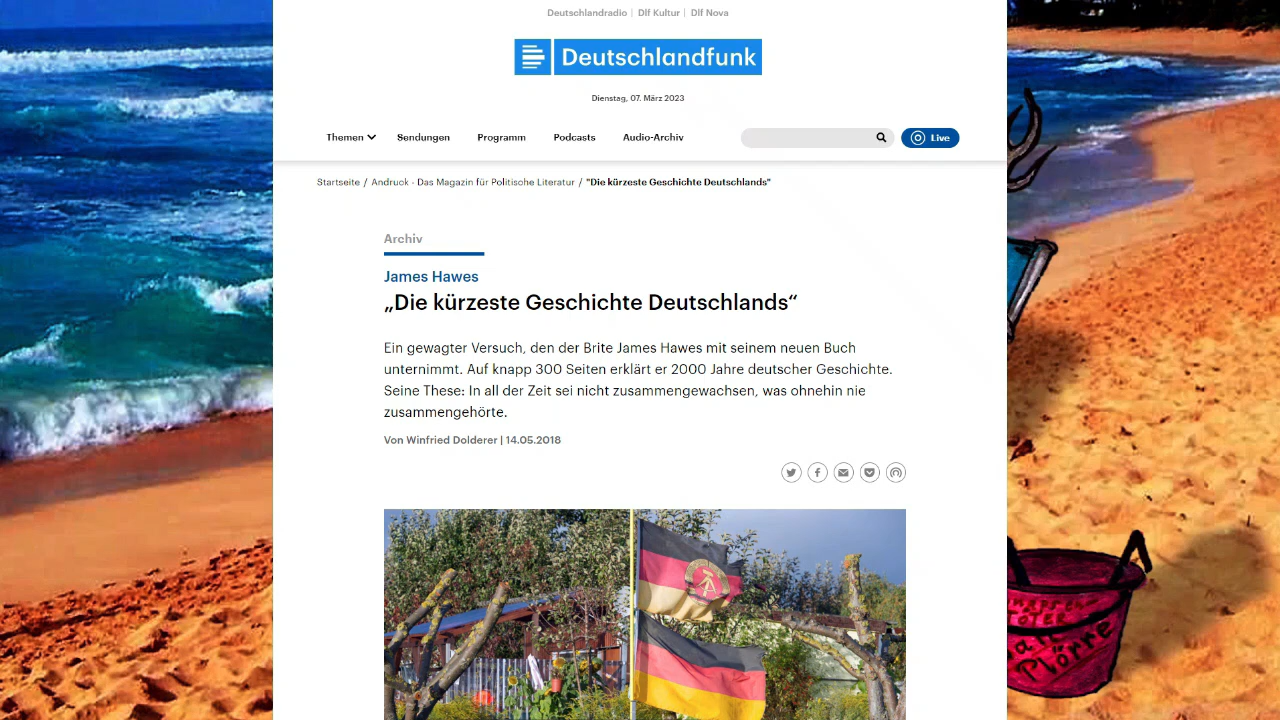 Deutschlandradio | Dlf Kultur | Dlf Nova
Deutschlandfunk
Dienstag, 07. März 2023
Themen Sendungen Programm Podcasts Audio-Archiv Live
Startseite / Andruck - Das Magazin für Politische Literatur / "Die kürzeste Geschichte Deutschlands"
Archiv
James Hawes
„Die kürzeste Geschichte Deutschlands“
Ein gewagter Versuch, den der Brite James Hawes mit seinem neuen Buch
unternimmt. Auf knapp 300 Seiten erklärt er 2000 Jahre deutscher Geschichte.
Seine These: In all der Zeit sei nicht zusammengewachsen, was ohnehin nie
zusammengehörte.
Von Winfried Dolderer | 14.05.2018
Plörre